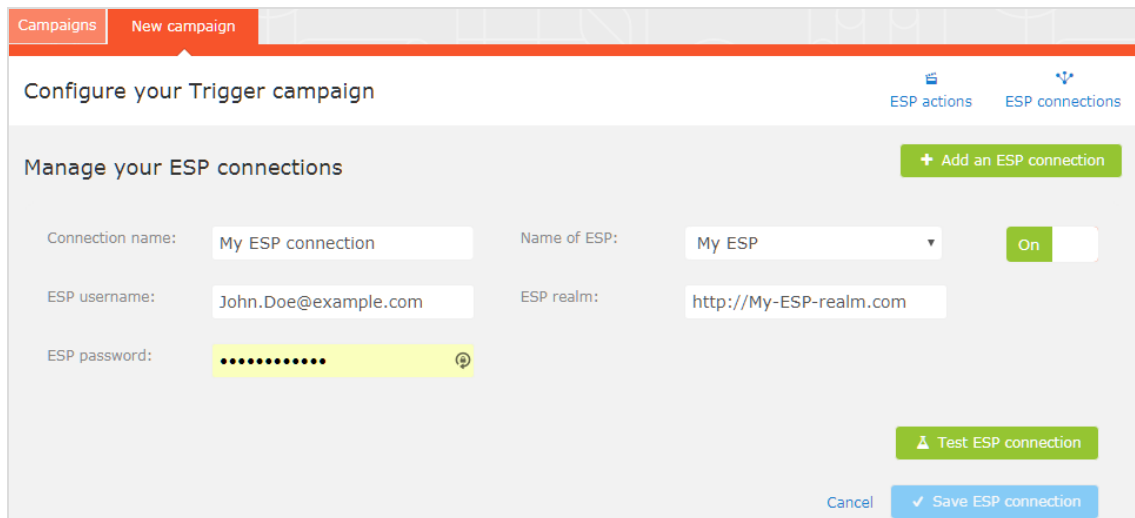 Campaigns New campaign
Configure your Trigger campaign
ESP actions ESP connections
Manage your ESP connections
Add an ESP connection
Connection name: My ESP connection Name of ESP: My ESP On
ESP username: John.Doe@example.com ESP realm: http://My-ESP-realm.com
ESP password: ••••••••••••
Test ESP connection
Cancel Save ESP connection